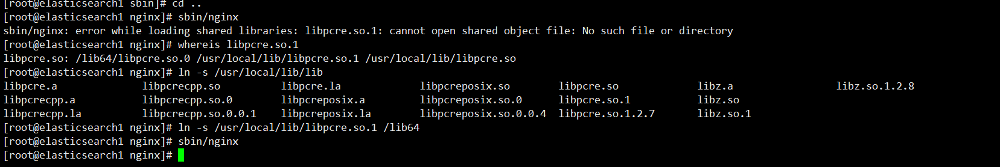 [root@elasticsearch1 sbin]# cd ..
[root@elasticsearch1 nginx]# sbin/nginx
sbin/nginx: error while loading shared libraries: libpcre.so.1: cannot open shared object file: No such file or directory
[root@elasticsearch1 nginx]# whereis libpcre.so.1
libpcre.so: /lib64/libpcre.so.0 /usr/local/lib/libpcre.so.1 /usr/local/lib/libpcre.so
[root@elasticsearch1 nginx]# ln -s /usr/local/lib/lib
libpcre.a libpcrecpp.so libpcre.la libpcreposix.so libpcre.so libz.a libz.so.1.2.8
libpcrecpp.a libpcrecpp.so.0 libpcreposix.a libpcreposix.so.0 libpcre.so.1 libz.so
libpcrecpp.la libpcrecpp.so.0.0.1 libpcreposix.la libpcreposix.so.0.0.4 libpcre.so.1.2.7 libz.so.1
[root@elasticsearch1 nginx]# ln -s /usr/local/lib/libpcre.so.1 /lib64
[root@elasticsearch1 nginx]# sbin/nginx
[root@elasticsearch1 nginx]#